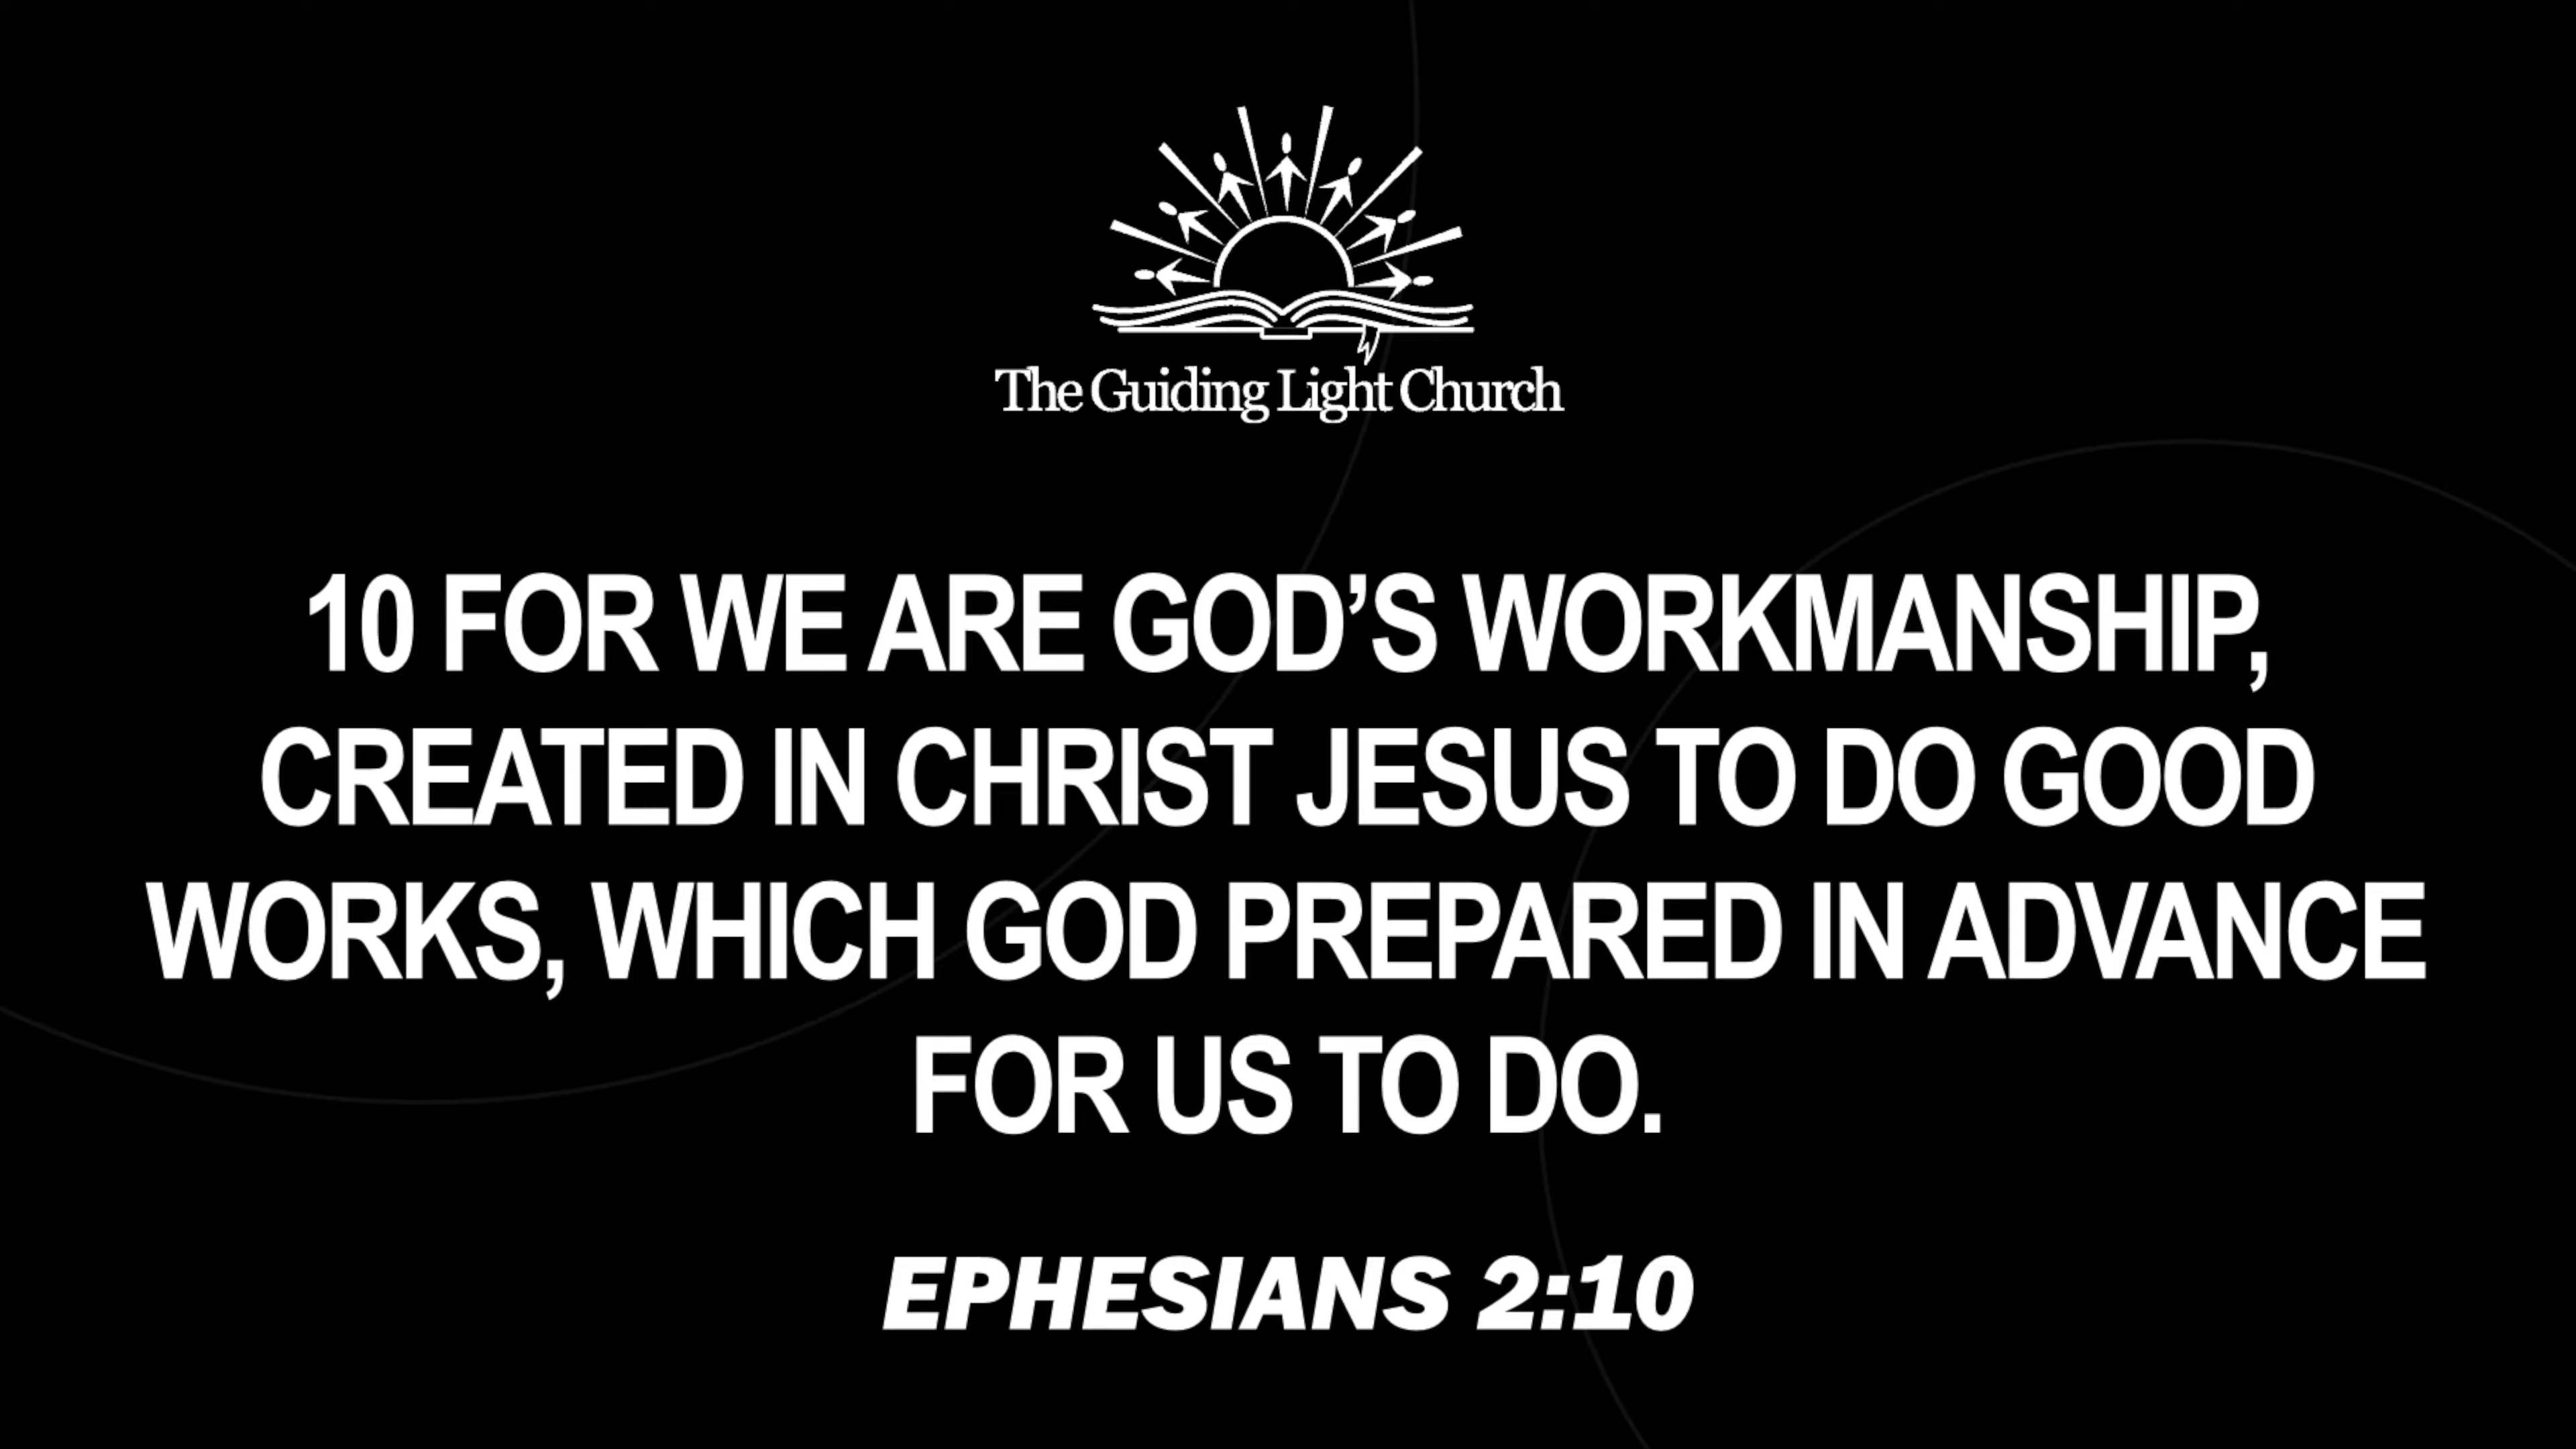 The Guiding Light Church
10 FOR WE ARE GOD’S WORKMANSHIP,
CREATED IN CHRIST JESUS TO DO GOOD
WORKS, WHICH GOD PREPARED IN ADVANCE
FOR US TO DO.
EPHESIANS 2:10